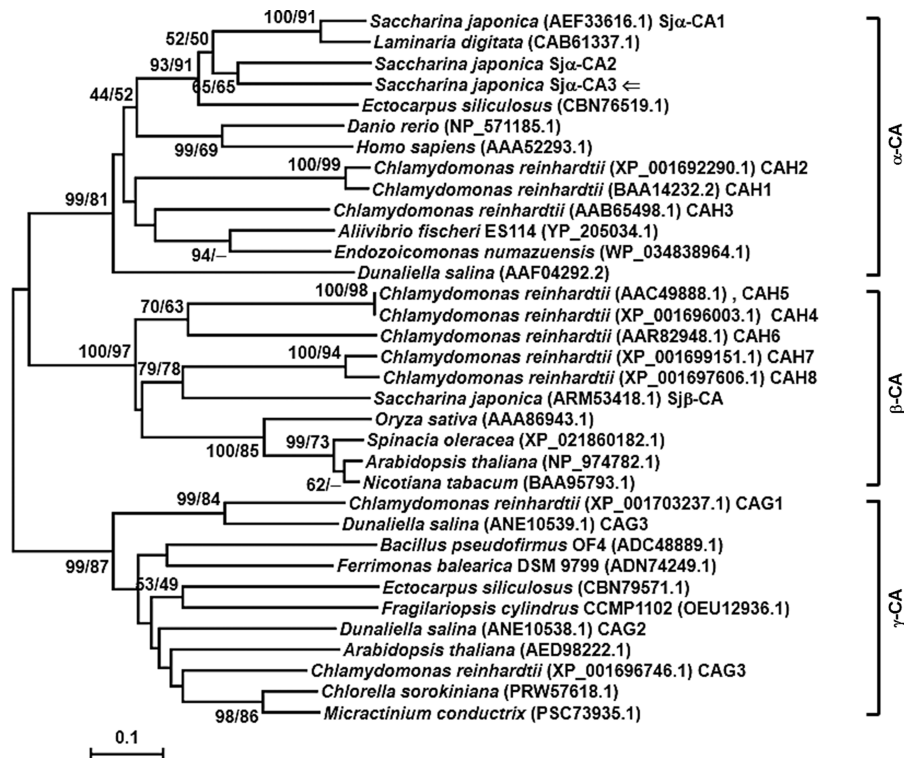 100/91
Saccharina japonica (AEF33616.1) Sjα-CA1
52/50
Laminaria digitata (CAB61337.1)
93/91
Saccharina japonica Sjα-CA2
65/65
Saccharina japonica Sjα-CA3 ⇐
44/52
Ectocarpus siliculosus (CBN76519.1)
Danio rerio (NP_571185.1)
99/69
Homo sapiens (AAA52293.1)
100/99
Chlamydomonas reinhardtii (XP_001692290.1) CAH2
Chlamydomonas reinhardtii (BAA14232.2) CAH1
99/81
Chlamydomonas reinhardtii (AAB65498.1) CAH3
Aliivibrio fischeri ES114 (YP_205034.1)
94/–
Endozoicomonas numazuensis (WP_034838964.1)
Dunaliella salina (AAF04292.2)
α-CA
100/98
Chlamydomonas reinhardtii (AAC49888.1) , CAH5
70/63
Chlamydomonas reinhardtii (XP_001696003.1) CAH4
Chlamydomonas reinhardtii (AAR82948.1) CAH6
100/97
100/94
Chlamydomonas reinhardtii (XP_001699151.1) CAH7
79/78
Chlamydomonas reinhardtii (XP_001697606.1) CAH8
Saccharina japonica (ARM53418.1) Sjβ-CA
Oryza sativa (AAA86943.1)
100/85
99/73
Spinacia oleracea (XP_021860182.1)
Arabidopsis thaliana (NP_974782.1)
62/–
Nicotiana tabacum (BAA95793.1)
β-CA
99/84
Chlamydomonas reinhardtii (XP_001703237.1) CAG1
Dunaliella salina (ANE10539.1) CAG3
99/87
Bacillus pseudofirmus OF4 (ADC48889.1)
Ferrimonas balearica DSM 9799 (ADN74249.1)
53/49
Ectocarpus siliculosus (CBN79571.1)
Fragilariopsis cylindrus CCMP1102 (OEU12936.1)
Dunaliella salina (ANE10538.1) CAG2
Arabidopsis thaliana (AED98222.1)
Chlamydomonas reinhardtii (XP_001696746.1) CAG3
Chlorella sorokiniana (PRW57618.1)
98/86
Micractinium conductrix (PSC73935.1)
γ-CA
0.1